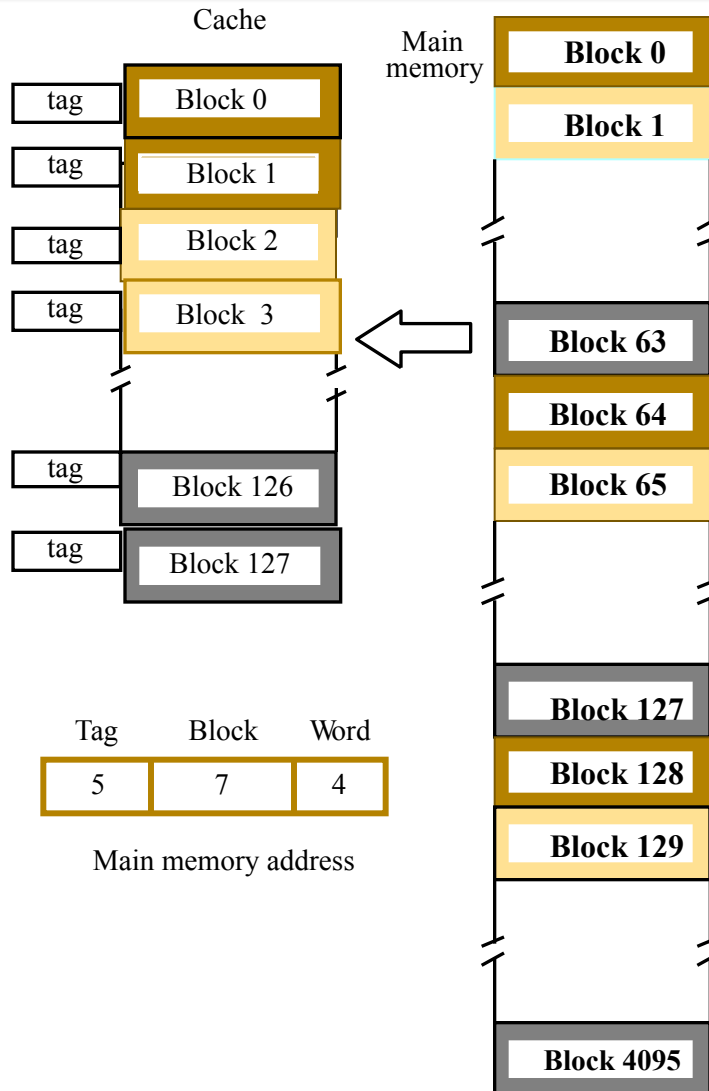 Cache
tag
Block 0
tag
Block 1
tag
Block 2
tag
Block 3
tag
Block 126
tag
Block 127
Main
memory
Block 0
Block 1
Block 63
Block 64
Block 65
Block 127
Block 128
Block 129
Block 4095
Tag Block Word
5 7 4
Main memory address